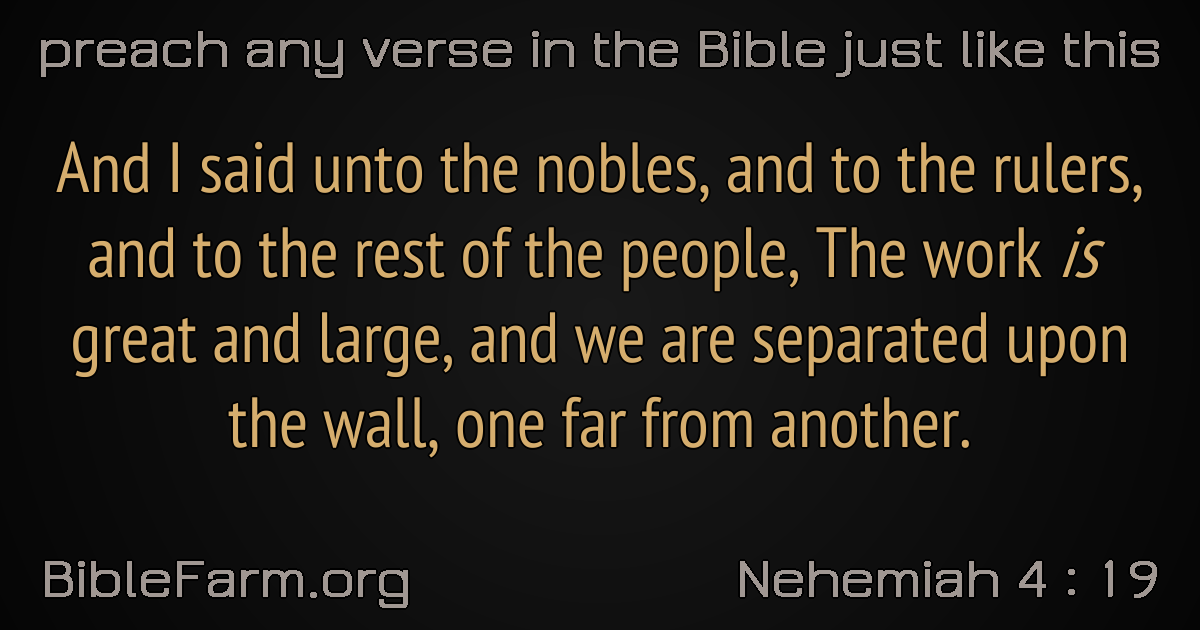 preach any verse in the Bible just like this
And I said unto the nobles, and to the rulers,
and to the rest of the people, The work is
great and large, and we are separated upon
the wall, one far from another.
BibleFarm.org
Nehemiah 4 : 19